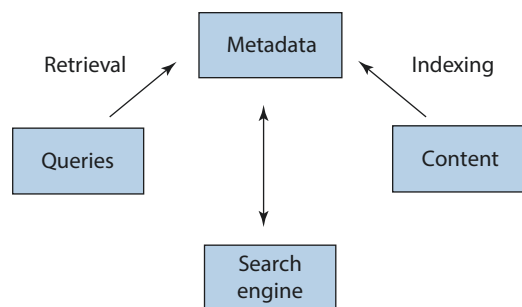 Metadata
Retrieval
Indexing
Queries
Content
Search
engine